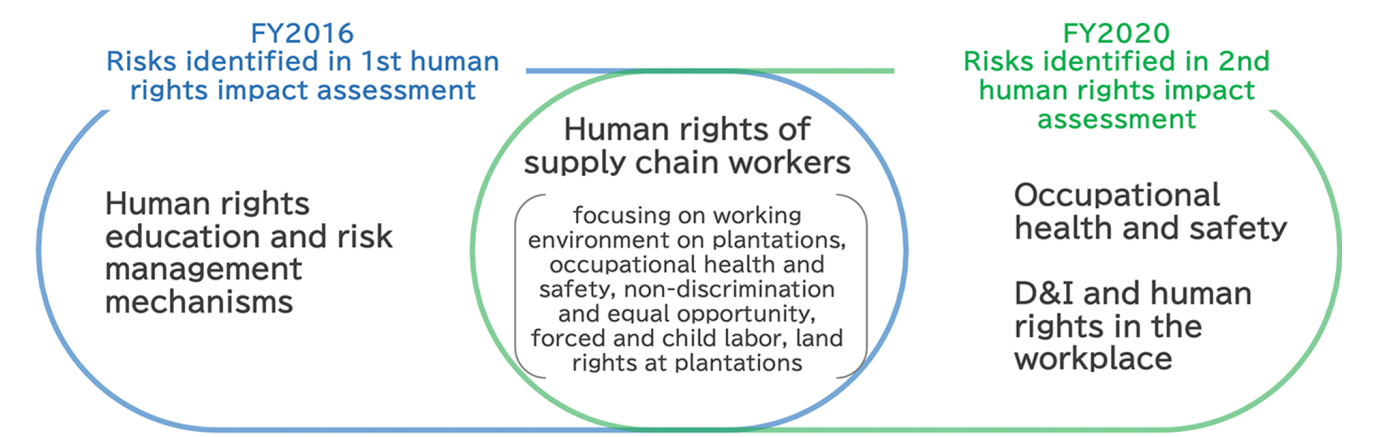 FY2016
Risks identified in 1st human
rights impact assessment
Human rights
education and risk
management
mechanisms
Human rights of
supply chain workers
focusing on working
environment on plantations,
occupational health and
safety, non-discrimination
and equal opportunity,
forced and child labor, land
rights at plantations
FY2020
Risks identified in 2nd
human rights impact
assessment
Occupational
health and safety
D&I and human
rights in the
workplace